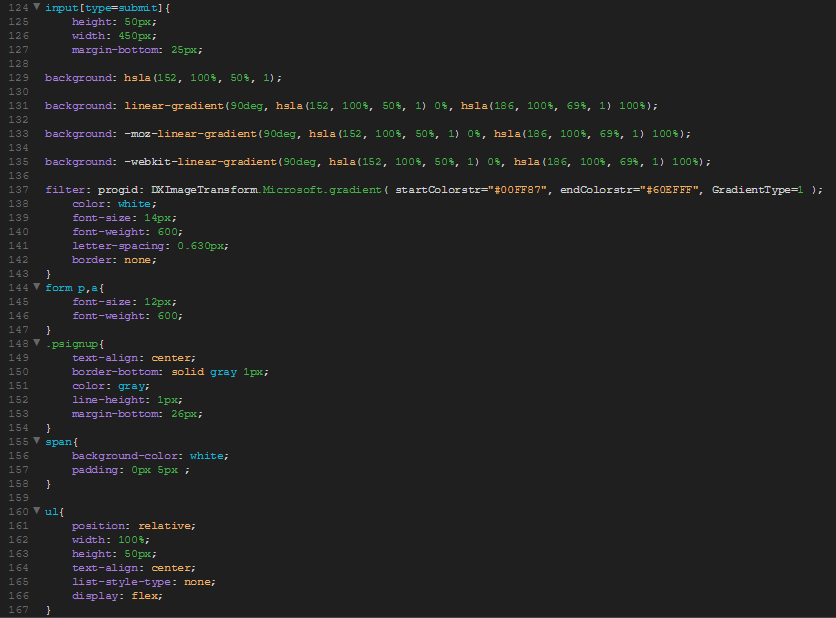 124 ▼ input[type=submit]{
125     height: 50px;
126     width: 450px;
127     margin-bottom: 25px;
128
129 background: hsla(152, 100%, 50%, 1);
130
131 background: linear-gradient(90deg, hsla(152, 100%, 50%, 1) 0%, hsla(186, 100%, 69%, 1) 100%);
132
133 background: -moz-linear-gradient(90deg, hsla(152, 100%, 50%, 1) 0%, hsla(186, 100%, 69%, 1) 100%);
134
135 background: -webkit-linear-gradient(90deg, hsla(152, 100%, 50%, 1) 0%, hsla(186, 100%, 69%, 1) 100%);
136
137 filter: progid: DXImageTransform.Microsoft.gradient( startColorstr="#00FF87", endColorstr="#60EFFF", GradientType=1 );
138     color: white;
139     font-size: 14px;
140     font-weight: 600;
141     letter-spacing: 0.630px;
142     border: none;
143 }
144 ▼ form p,a{
145     font-size: 12px;
146     font-weight: 600;
147 }
148 ▼ .psignup{
149     text-align: center;
150     border-bottom: solid gray 1px;
151     color: gray;
152     line-height: 1px;
153     margin-bottom: 26px;
154 }
155 ▼ span{
156     background-color: white;
157     padding: 0px 5px ;
158 }
159
160 ▼ ul{
161     position: relative;
162     width: 100%;
163     height: 50px;
164     text-align: center;
165     list-style-type: none;
166     display: flex;
167 }